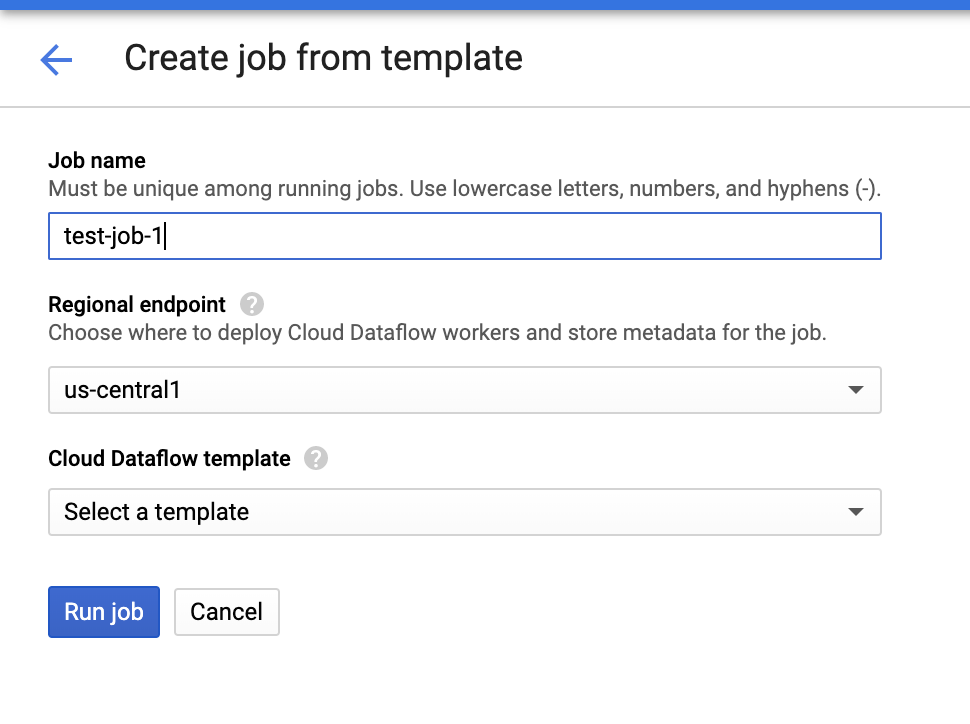 Create job from template
Job name
Must be unique among running jobs. Use lowercase letters, numbers, and hyphens (-).
test-job-1
Regional endpoint ?
Choose where to deploy Cloud Dataflow workers and store metadata for the job.
us-central1
Cloud Dataflow template ?
Select a template
Run job Cancel